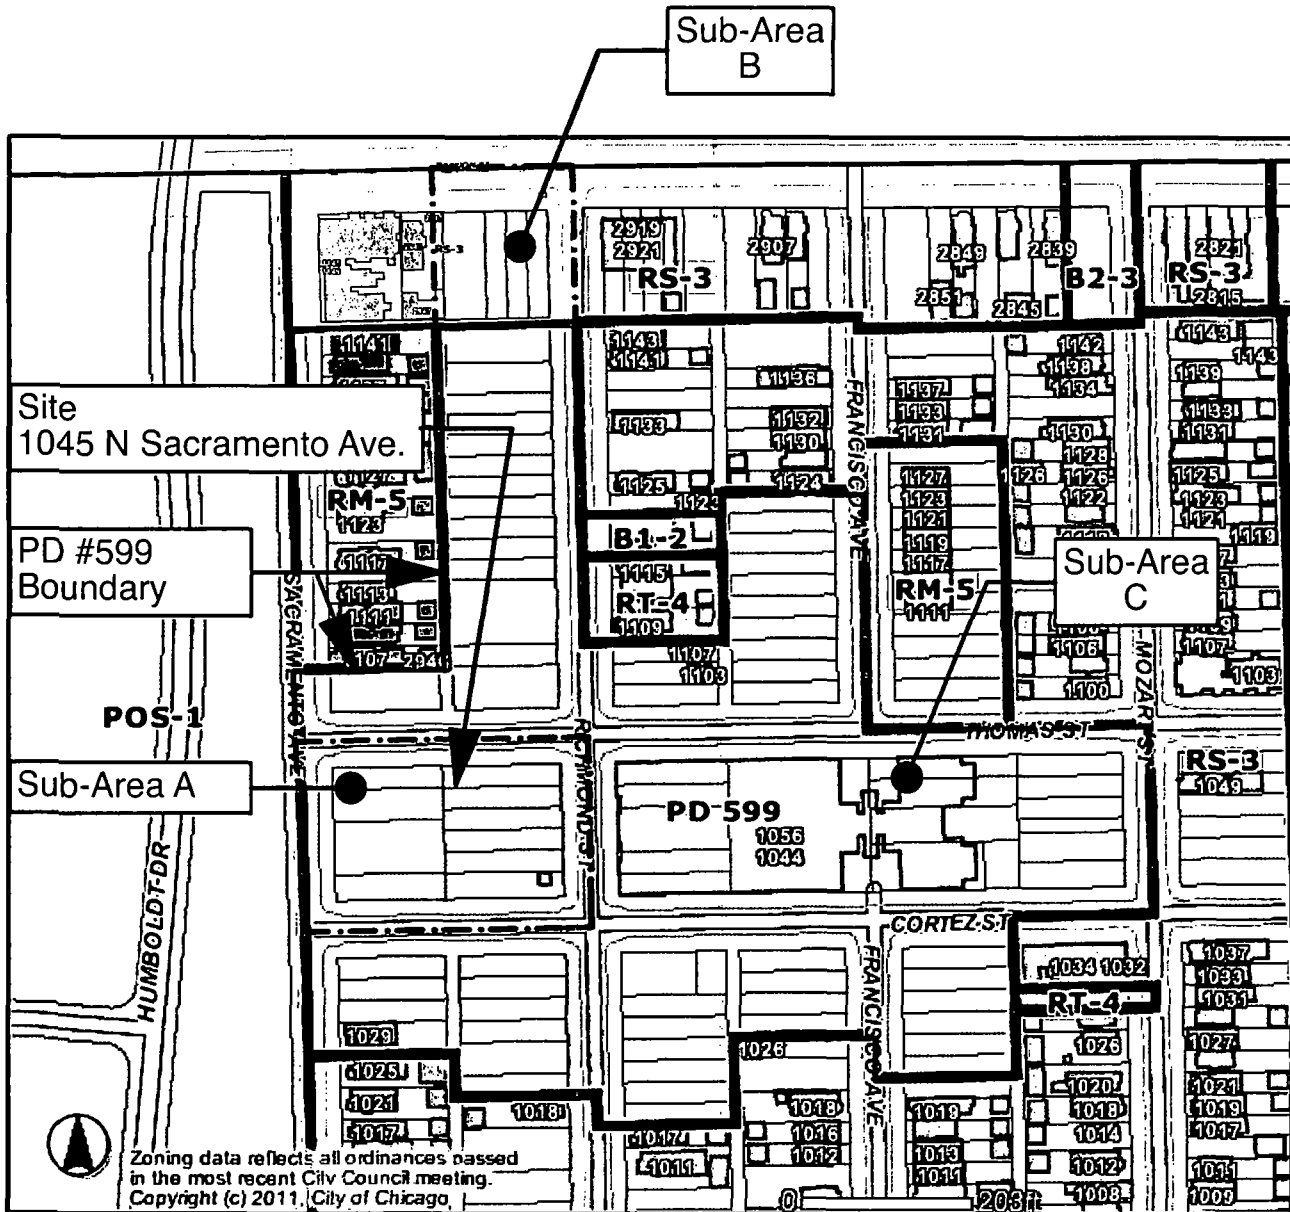 Sub-Area
B
2919
2921
2907
RS-3
RS-3
2849
2839
2851
2845
B2-3
2821
RS-3
2815
1141
1143
1141
1136
1133
1132
1130
1125
1124
1123
FRANCISCO AVE
1137
1133
1131
1142
1138
1134
1130
1128
1126
1126
1122
1143
1143
1139
1133
1131
1125
1123
1121
1119
Site
1045 N Sacramento Ave.
1127
RM-5
1123
1117
1113
1111
PD #599
Boundary
SACRAMENTO AVE
B1-2
1115
RT-4
1109
1107
1103
1127
1123
1121
1119
1117
RM-5
1111
Sub-Area
C
1106
1100
1107
1103
MOZART ST
POS-1
RICHMOND ST
THOMAS ST
Sub-Area A
PD 599
1056
1044
RS-3
1049
HUMBOLDT DR
CORTEZ ST
FRANCISCO AVE
1034 1032
RT-4
1037
1033
1031
1029
1025
1021
1017
1018
1026
1017
1011
1018
1016
1012
1019
1013
1011
1026
1020
1018
1014
1012
1008
1027
1021
1019
1017
1011
1009
Zoning data reflects all ordinances passed
in the most recent City Council meeting.
Copyright (c) 2011, City of Chicago
0
203